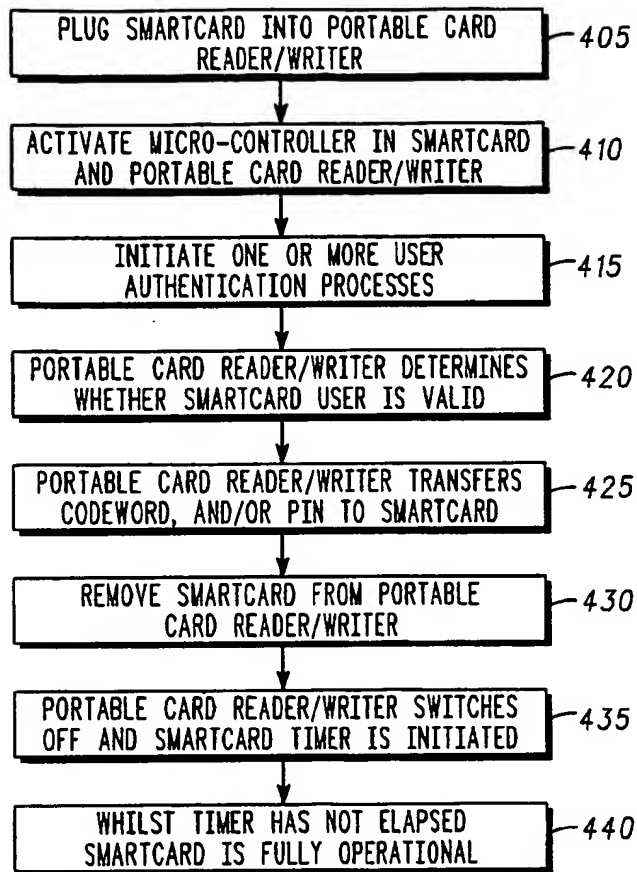 PLUG SMARTCARD INTO PORTABLE CARD
READER/WRITER
405
ACTIVATE MICRO-CONTROLLER IN SMARTCARD
AND PORTABLE CARD READER/WRITER
410
INITIATE ONE OR MORE USER
AUTHENTICATION PROCESSES
415
PORTABLE CARD READER/WRITER DETERMINES
WHETHER SMARTCARD USER IS VALID
420
PORTABLE CARD READER/WRITER TRANSFERS
CODEWORD, AND/OR PIN TO SMARTCARD
425
REMOVE SMARTCARD FROM PORTABLE
CARD READER/WRITER
430
PORTABLE CARD READER/WRITER SWITCHES
OFF AND SMARTCARD TIMER IS INITIATED
435
WHILST TIMER HAS NOT ELAPSED
SMARTCARD IS FULLY OPERATIONAL
440